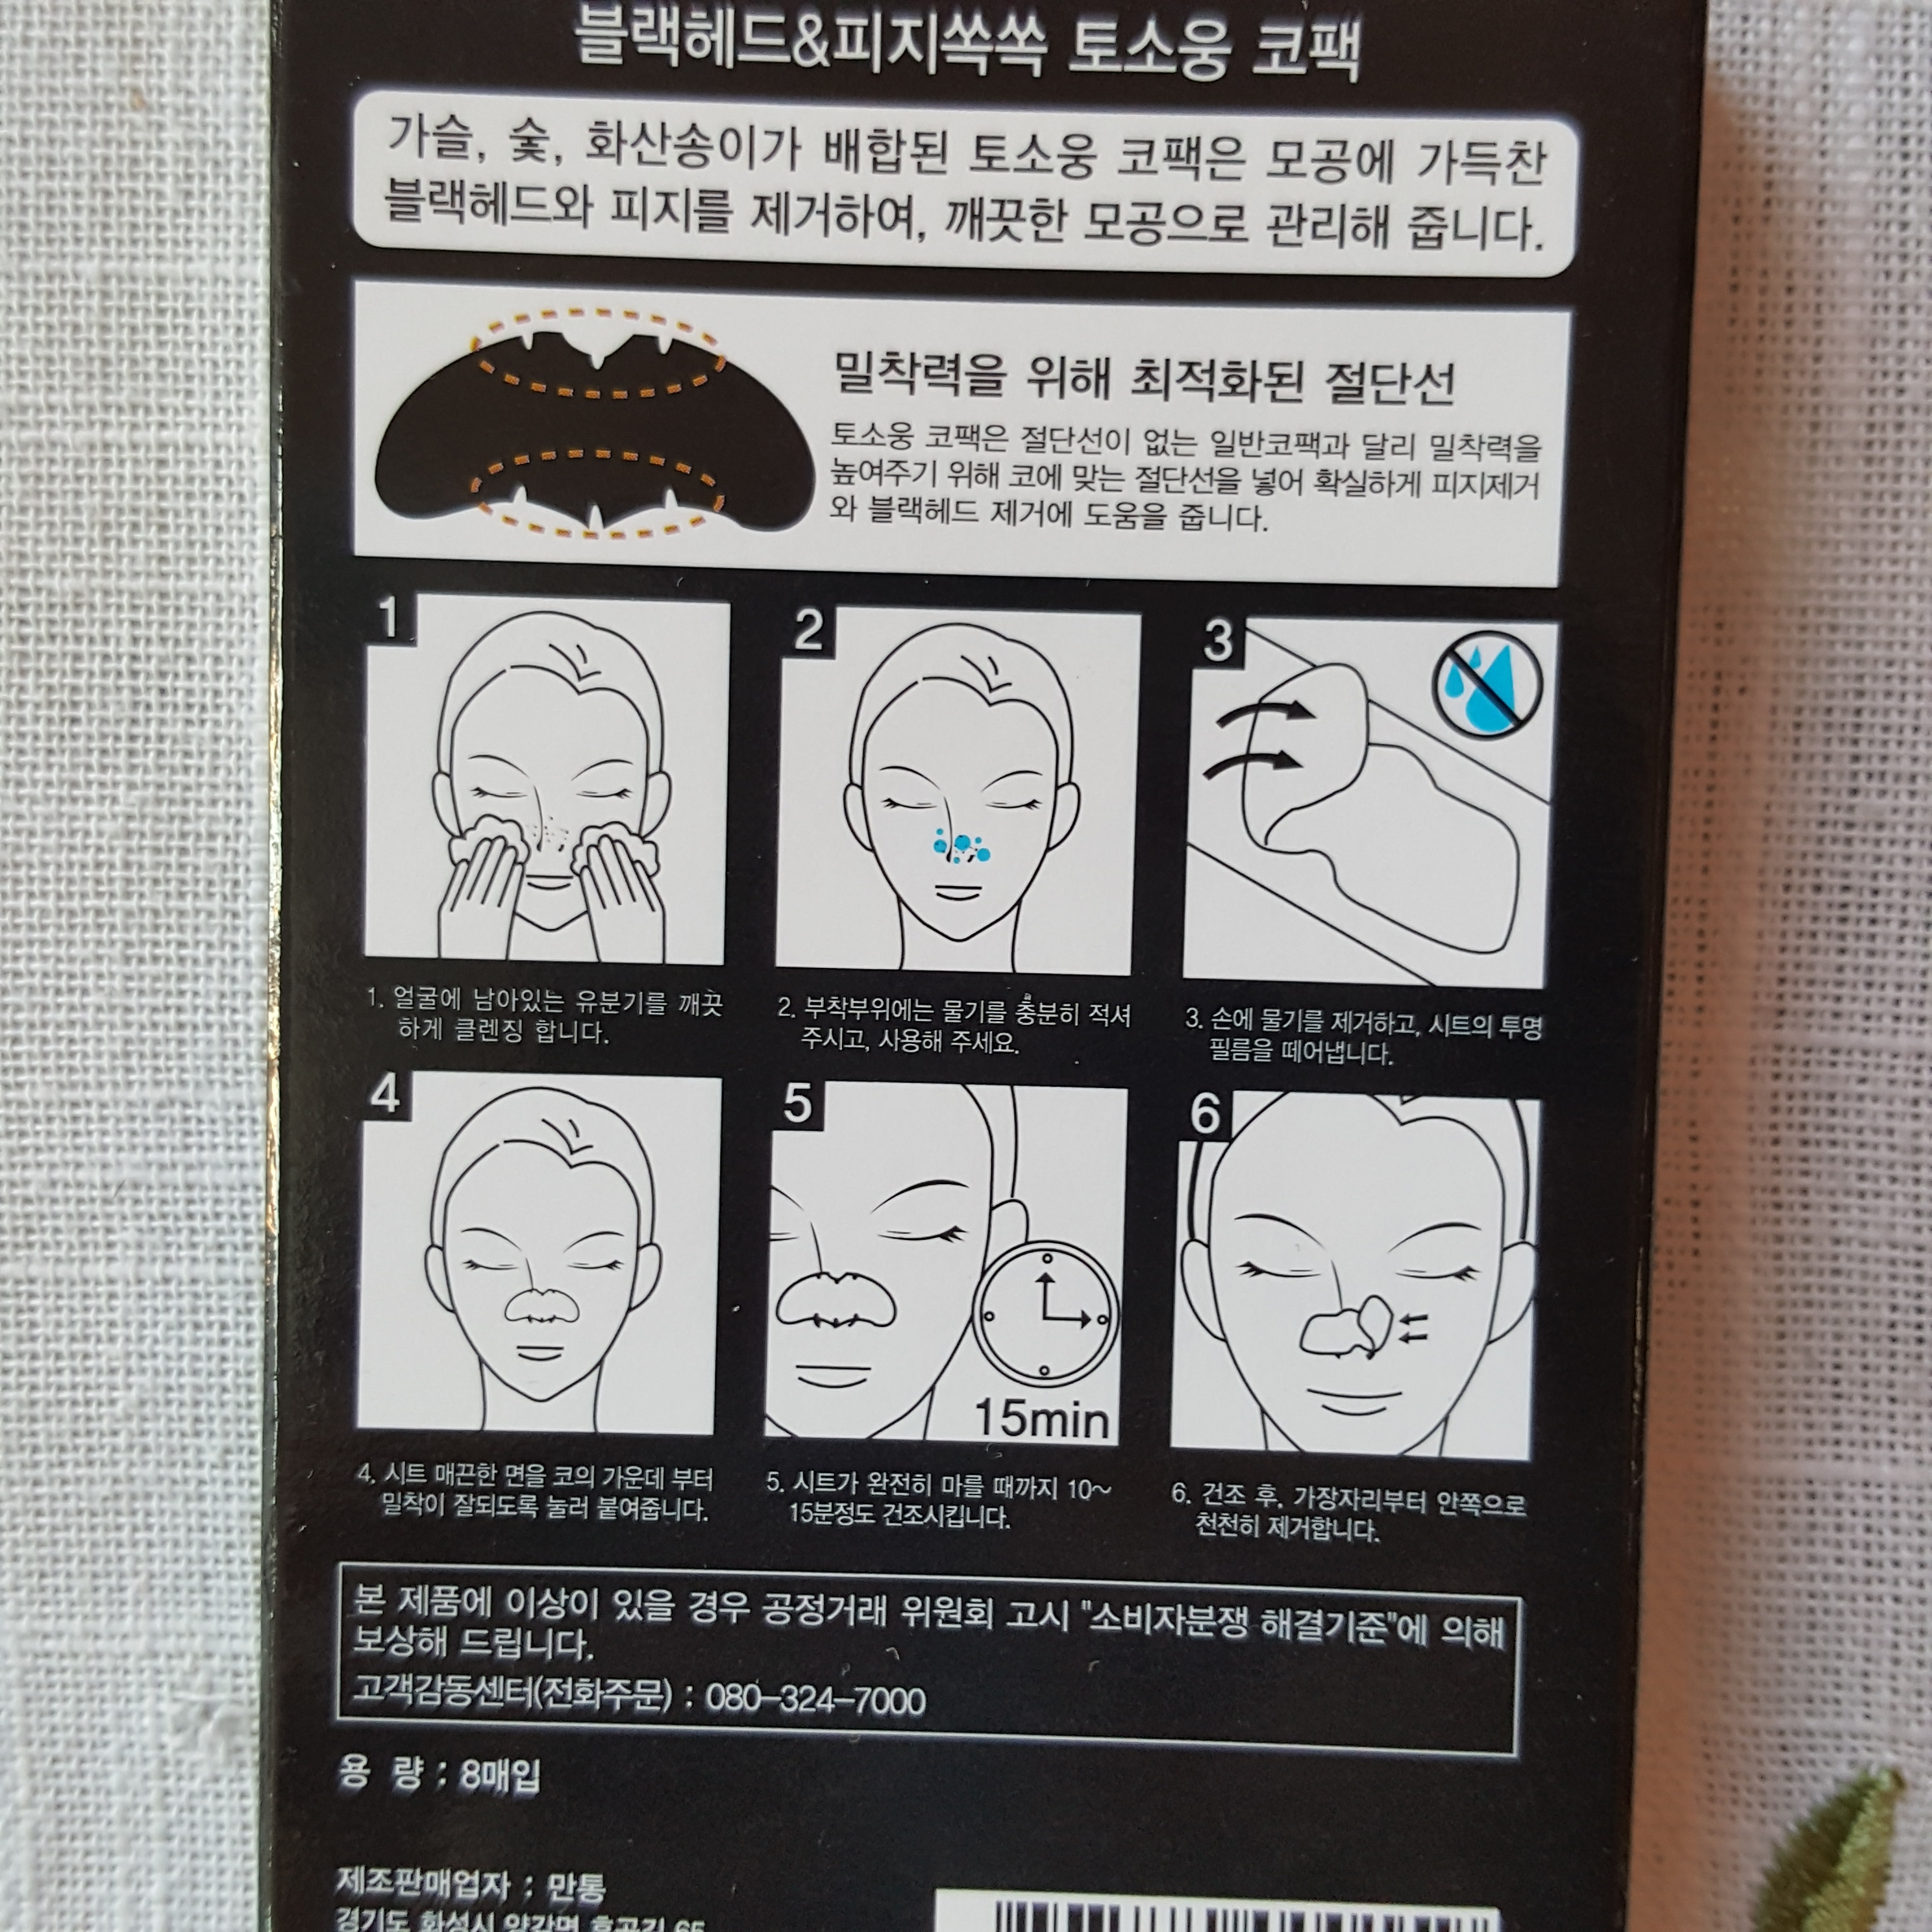 블랙헤드&피지쏙쏙 토소웅 코팩
가슬, 숯, 화산송이가 배합된 토소웅 코팩은 모공에 가득찬
블랙헤드와 피지를 제거하여, 깨끗한 모공으로 관리해 줍니다.
밀착력을 위해 최적화된 절단선
토소웅 코팩은 절단선이 없는 일반코팩과 달리 밀착력을
높여주기 위해 코에 맞는 절단선을 넣어 확실하게 피지제거
와 블랙헤드 제거에 도움을 줍니다.
1
2
3
1. 얼굴에 남아있는 유분기를 깨끗
하게 클렌징 합니다.
2. 부착부위에는 물기를 충분히 적셔
주시고, 사용해 주세요.
3. 손에 물기를 제거하고, 시트의 투명
필름을 떼어냅니다.
4
5
6
15min
4. 시트 매끈한 면을 코의 가운데 부터
밀착이 잘되도록 눌러 붙여줍니다.
5. 시트가 완전히 마를 때까지 10~
15분정도 건조시킵니다.
6. 건조 후, 가장자리부터 안쪽으로
천천히 제거합니다.
본 제품에 이상이 있을 경우 공정거래 위원회 고시 "소비자분쟁 해결기준"에 의해
보상해 드립니다.
고객감동센터(전화주문) : 080-324-7000
용 량 : 8매입
제조판매업자 : 만통
경기도 화성시